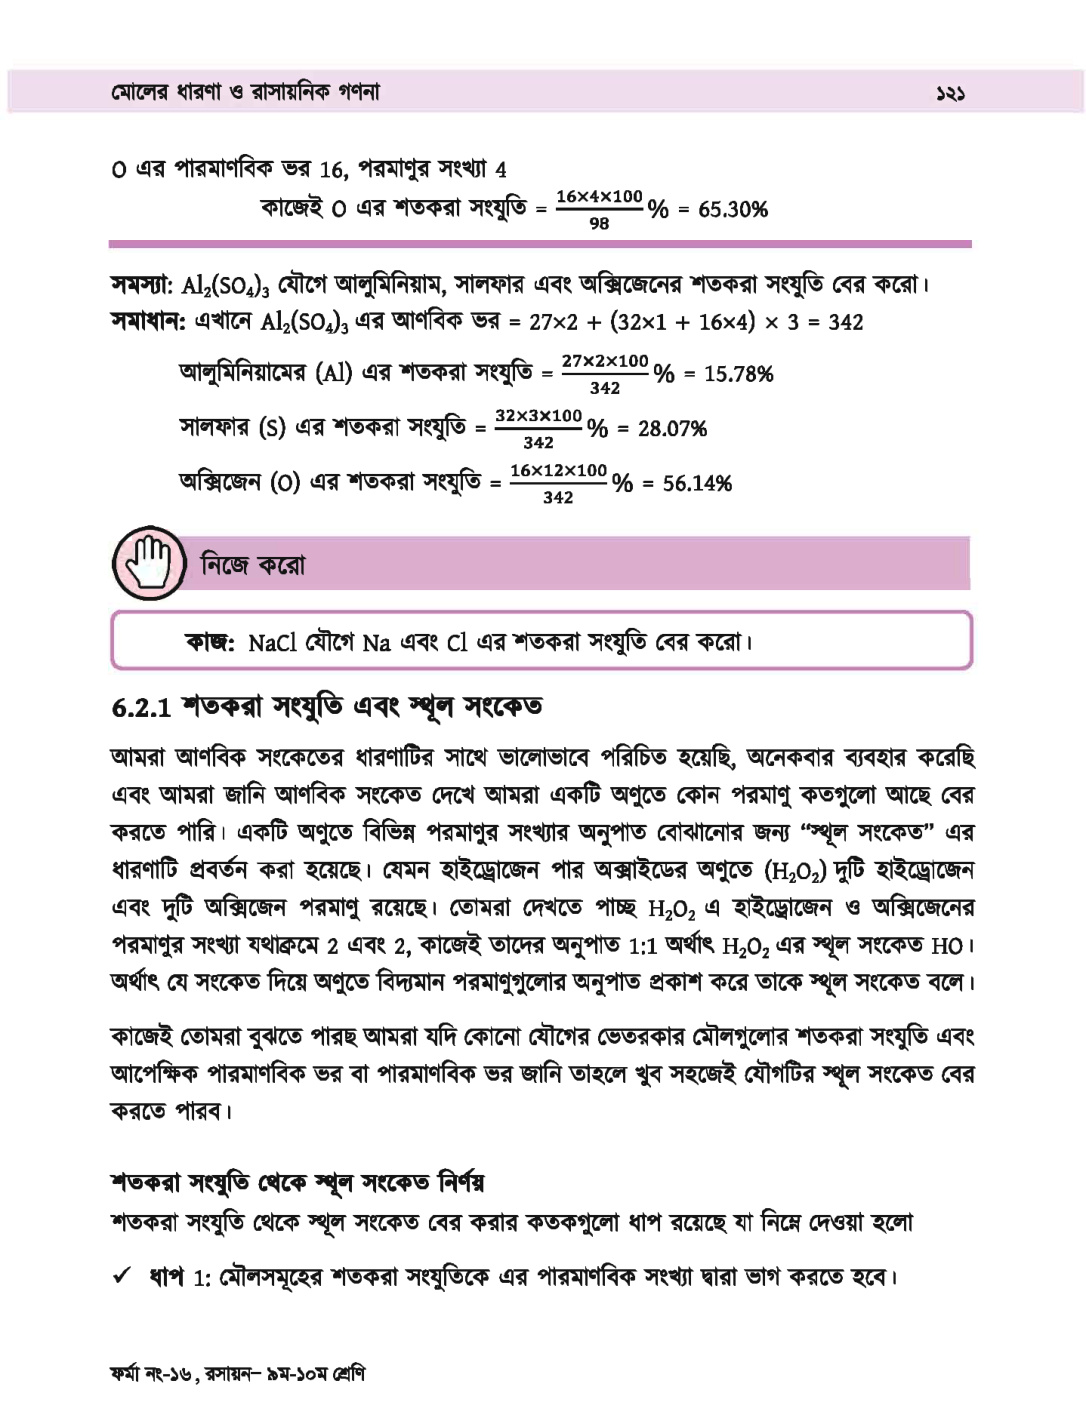 মোলের ধারণা ও রাসায়নিক গণনা ১২১
O এর পারমাণবিক ভর 16, পরমাণুর সংখ্যা 4
কাজেই O এর শতকরা সংযুতি = 16×4×100/98 % = 65.30%
সমস্যা: Al₂(SO₄)₃ যৌগে আলুমিনিয়াম, সালফার এবং অক্সিজেনের শতকরা সংযুতি বের করো।
সমাধান: এখানে Al₂(SO₄)₃ এর আণবিক ভর = 27×2 + (32×1 + 16×4) × 3 = 342
আলুমিনিয়ামের (Al) এর শতকরা সংযুতি = 27×2×100/342 % = 15.78%
সালফার (S) এর শতকরা সংযুতি = 32×3×100/342 % = 28.07%
অক্সিজেন (O) এর শতকরা সংযুতি = 16×12×100/342 % = 56.14%
নিজে করো
কাজ: NaCl যৌগে Na এবং Cl এর শতকরা সংযুতি বের করো।
6.2.1 শতকরা সংযুতি এবং স্থূল সংকেত
আমরা আণবিক সংকেতের ধারণাটির সাথে ভালোভাবে পরিচিত হয়েছি, অনেকবার ব্যবহার করেছি
এবং আমরা জানি আণবিক সংকেত দেখে আমরা একটি অণুতে কোন পরমাণু কতগুলো আছে বের
করতে পারি। একটি অণুতে বিভিন্ন পরমাণুর সংখ্যার অনুপাত বোঝানোর জন্য “স্থূল সংকেত” এর
ধারণাটি প্রবর্তন করা হয়েছে। যেমন হাইড্রোজেন পার অক্সাইডের অণুতে (H₂O₂) দুটি হাইড্রোজেন
এবং দুটি অক্সিজেন পরমাণু রয়েছে। তোমরা দেখতে পাচ্ছ H₂O₂ এ হাইড্রোজেন ও অক্সিজেনের
পরমাণুর সংখ্যা যথাক্রমে 2 এবং 2, কাজেই তাদের অনুপাত 1:1 অর্থাৎ H₂O₂ এর স্থূল সংকেত HO।
অর্থাৎ যে সংকেত দিয়ে অণুতে বিদ্যমান পরমাণুগুলোর অনুপাত প্রকাশ করে তাকে স্থূল সংকেত বলে।
কাজেই তোমরা বুঝতে পারছ আমরা যদি কোনো যৌগের ভেতরকার মৌলগুলোর শতকরা সংযুতি এবং
আপেক্ষিক পারমাণবিক ভর বা পারমাণবিক ভর জানি তাহলে খুব সহজেই যৌগটির স্থূল সংকেত বের
করতে পারব।
শতকরা সংযুতি থেকে স্থূল সংকেত নির্ণয়
শতকরা সংযুতি থেকে স্থূল সংকেত বের করার কতকগুলো ধাপ রয়েছে যা নিম্নে দেওয়া হলো
✓ ধাপ 1: মৌলসমূহের শতকরা সংযুতিকে এর পারমাণবিক সংখ্যা দ্বারা ভাগ করতে হবে।
ফর্মা নং-১৬, রসায়ন– ৯ম-১০ম শ্রেণি